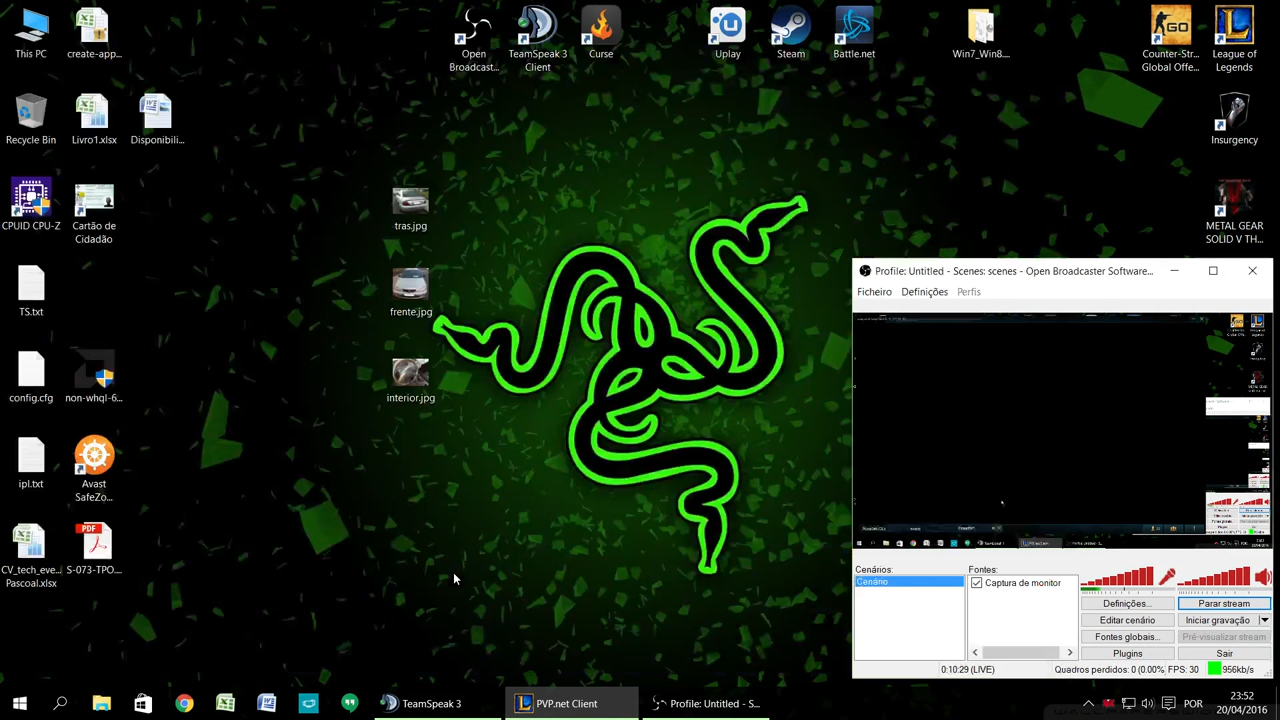 This PC
create-app...
Open
Broadcast...
TeamSpeak 3
Client
Curse
Uplay
Steam
Battle.net
Win7_Win8....
Counter-Str...
Global Offe...
League of
Legends
Recycle Bin
Livro1.xlsx
Disponibili...
Insurgency
CPUID CPU-Z
Cartão de
Cidadão
tras.jpg
METAL GEAR
SOLID V TH...
TS.txt
frente.jpg
Profile: Untitled - Scenes: scenes - Open Broadcaster Software...
Ficheiro
Definições
Perfis
config.cfg
non-whql-6...
interior.jpg
ipl.txt
Avast
SafeZo...
CV_tech_eve...
Pascoal.xlsx
PDF
S-073-TPO...
Cenários:
Cenário
Fontes:
Captura de monitor
Definições...
Parar stream
Editar cenário
Iniciar gravação
Fontes globais...
Pré-visualizar stream
Plugins
Sair
0:10:29 (LIVE)
Quadros perdidos: 0 (0.00%
FPS: 30
956kb/s
TeamSpeak 3
PVP.net Client
Profile: Untitled - S...
POR
23:52
20/04/2016